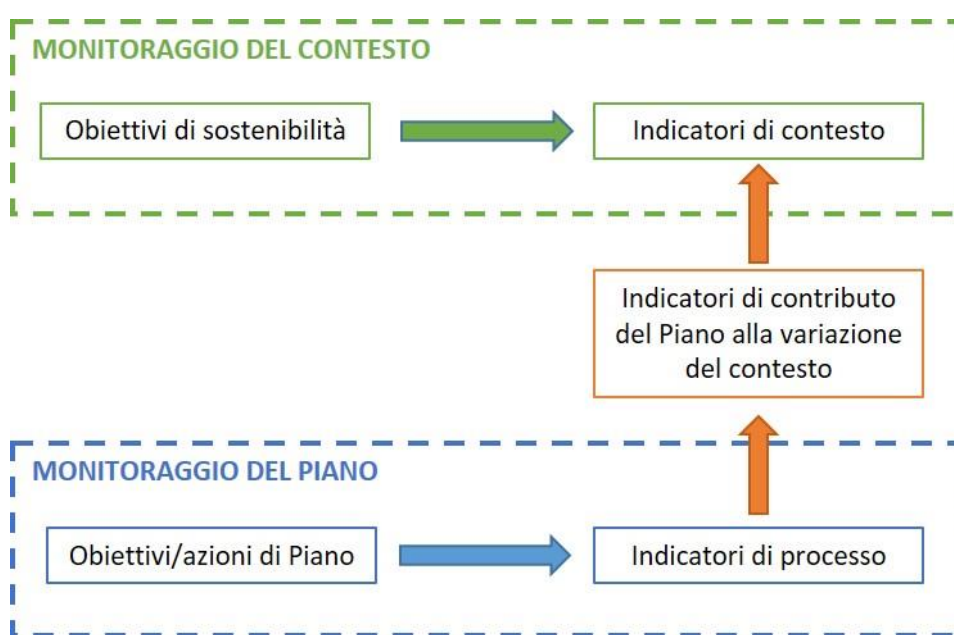 MONITORAGGIO DEL CONTESTO
Obiettivi di sostenibilità
Indicatori di contesto
Indicatori di contributo
del Piano alla variazione
del contesto
MONITORAGGIO DEL PIANO
Obiettivi/azioni di Piano
Indicatori di processo